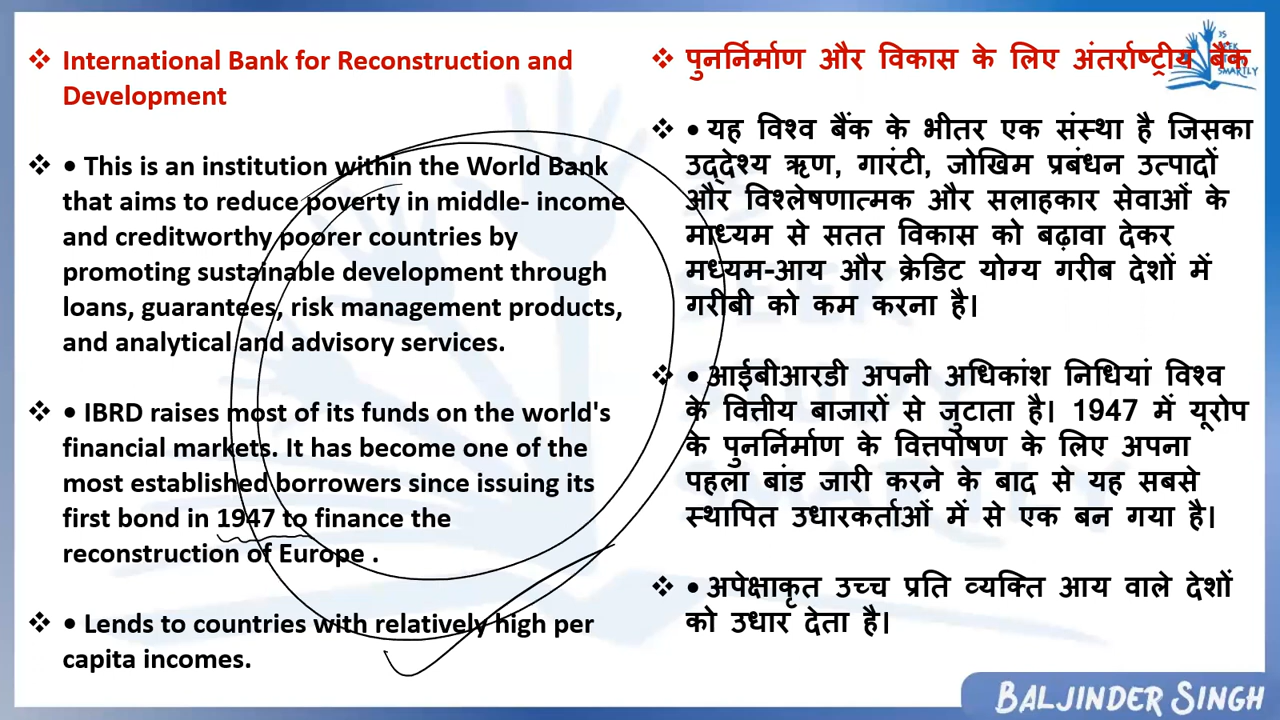 ❖ International Bank for Reconstruction and
Development
❖ • This is an institution within the World Bank
that aims to reduce poverty in middle- income
and creditworthy poorer countries by
promoting sustainable development through
loans, guarantees, risk management products,
and analytical and advisory services.
❖ • IBRD raises most of its funds on the world's
financial markets. It has become one of the
most established borrowers since issuing its
first bond in 1947 to finance the
reconstruction of Europe .
❖ • Lends to countries with relatively high per
capita incomes.
❖ पुनर्निर्माण और विकास के लिए अंतर्राष्ट्रीय बैंक
❖ • यह विश्व बैंक के भीतर एक संस्था है जिसका
उद्देश्य ऋण, गारंटी, जोखिम प्रबंधन उत्पादों
और विश्लेषणात्मक और सलाहकार सेवाओं के
माध्यम से सतत विकास को बढ़ावा देकर
मध्यम-आय और क्रेडिट योग्य गरीब देशों में
गरीबी को कम करना है।
❖ • आईबीआरडी अपनी अधिकांश निधियां विश्व
के वित्तीय बाजारों से जुटाता है। 1947 में यूरोप
के पुनर्निर्माण के वित्तपोषण के लिए अपना
पहला बांड जारी करने के बाद से यह सबसे
स्थापित उधारकर्ताओं में से एक बन गया है।
❖ • अपेक्षाकृत उच्च प्रति व्यक्ति आय वाले देशों
को उधार देता है।
SMARTLY
BALJINDER SINGH